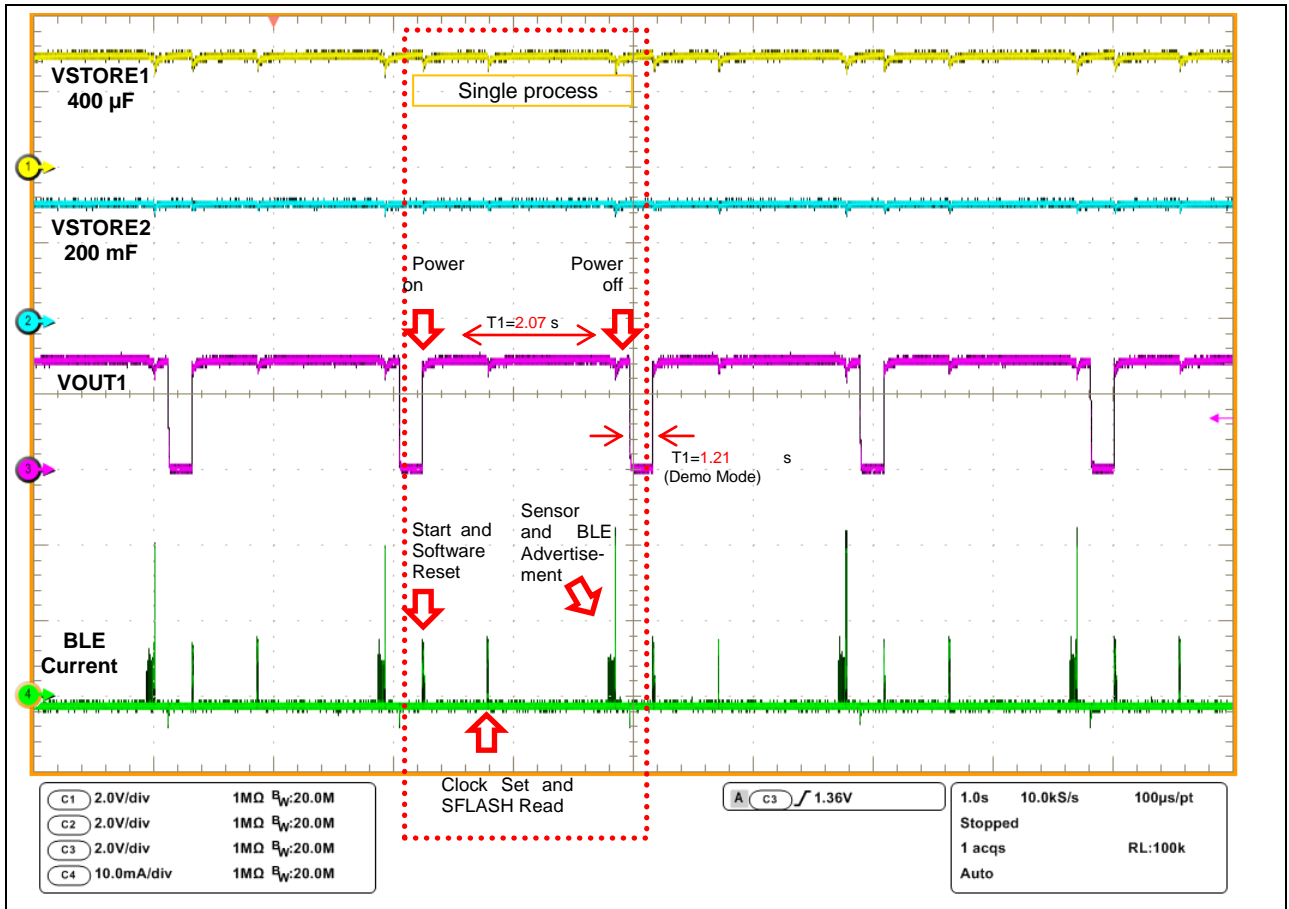 VSTORE1
400 µF
Single process
1
VSTORE2
200 mF
Power
on
Power
off
2
T1=2.07 s
VOUT1
3
T1=1.21 s
(Demo Mode)
Start and
Software
Reset
Sensor
and BLE
Advertise-
ment
BLE
Current
4
Clock Set and
SFLASH Read
C1 2.0V/div 1MΩ BW:20.0M
C2 2.0V/div 1MΩ BW:20.0M
C3 2.0V/div 1MΩ BW:20.0M
C4 10.0mA/div 1MΩ BW:20.0M
A C3 1.36V
1.0s 10.0kS/s 100µs/pt
Stopped
1 acqs RL:100k
Auto